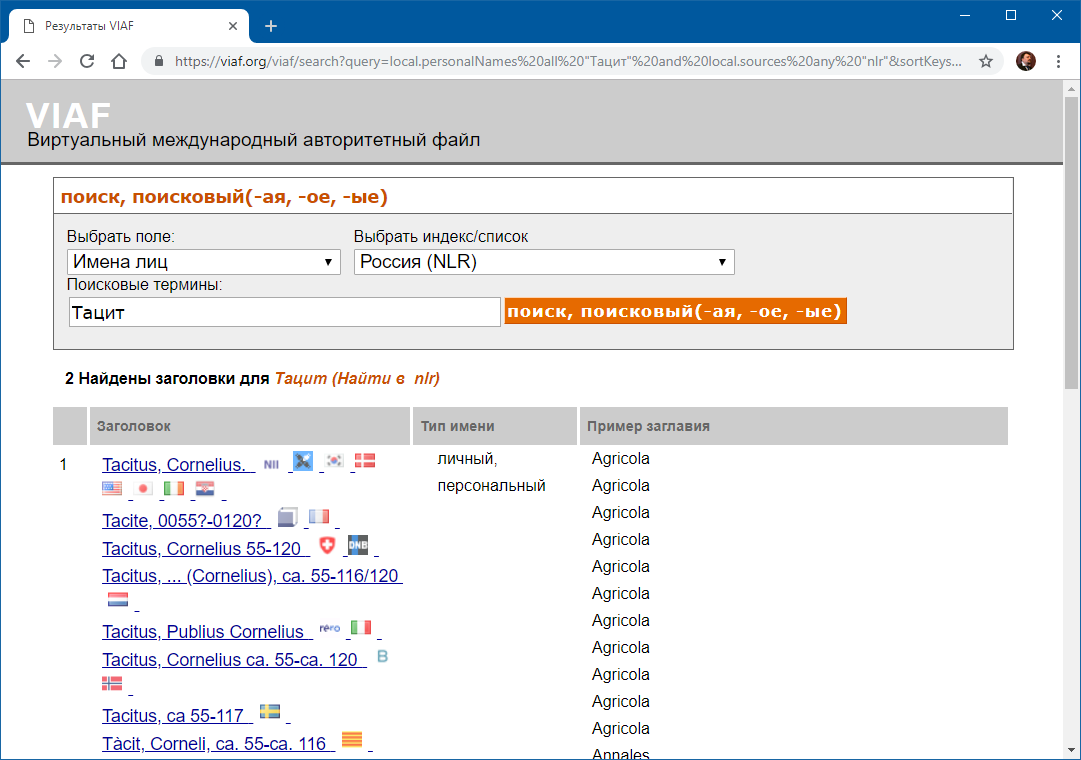 Результаты VIAF
https://viaf.org/viaf/search?query=local.personalNames%20all%20"Тацит"%20and%20local.sources%20any%20"nlr"&sortKeys...
VIAF
Виртуальный международный авторитетный файл
поиск, поисковый(-ая, -ое, -ые)
Выбрать поле: Выбрать индекс/список
Имена лиц Россия (NLR)
Поисковые термины:
Тацит поиск, поисковый(-ая, -ое, -ые)
2 Найдены заголовки для Тацит (Найти в nlr)
Заголовок Тип имени Пример заглавия
1 Tacitus, Cornelius. NII личный, Agricola
персональный Agricola
Agricola
Tacite, 0055?-0120? Agricola
Tacitus, Cornelius 55-120 DNB Agricola
Tacitus, ... (Cornelius), ca. 55-116/120 Agricola
Agricola
Tacitus, Publius Cornelius rero Agricola
Tacitus, Cornelius ca. 55-ca. 120 B Agricola
Agricola
Tacitus, ca 55-117 Agricola
Tàcit, Corneli, ca. 55-ca. 116 Annales